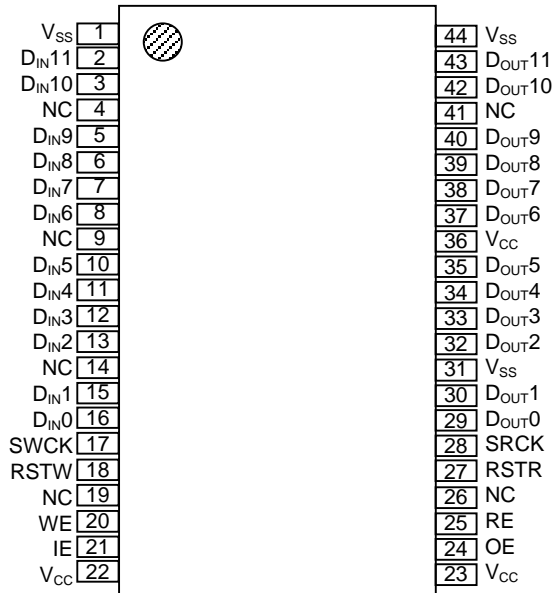 VSS 1
DIN11 2
DIN10 3
NC 4
DIN9 5
DIN8 6
DIN7 7
DIN6 8
NC 9
DIN5 10
DIN4 11
DIN3 12
DIN2 13
NC 14
DIN1 15
DIN0 16
SWCK 17
RSTW 18
NC 19
WE 20
IE 21
VCC 22
44 VSS
43 DOUT11
42 DOUT10
41 NC
40 DOUT9
39 DOUT8
38 DOUT7
37 DOUT6
36 VCC
35 DOUT5
34 DOUT4
33 DOUT3
32 DOUT2
31 VSS
30 DOUT1
29 DOUT0
28 SRCK
27 RSTR
26 NC
25 RE
24 OE
23 VCC